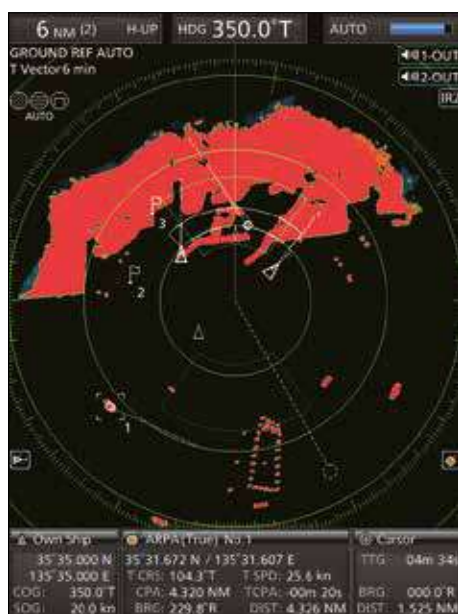 6 NM (2) H-UP HDG 350.0°T AUTO
GROUND REF AUTO
T Vector 6 min
1-OUT
2-OUT
AUTO
IR2
3
2
1
Own Ship
35°35.000 N
135°35.000 E
COG: 350.0°T
SOG: 20.0 kn
ARPA(True) No.1
35°31.672 N / 135°31.607 E
T CRS: 104.3°T T SPD: 25.6 kn
CPA: 4.320 NM TCPA: -00m 20s
BRG: 229.8°R DIST: 4.326 NM
Cursor
TTG: 04m 34s
BRG: 000.0°R
DIST: 1.526 NM